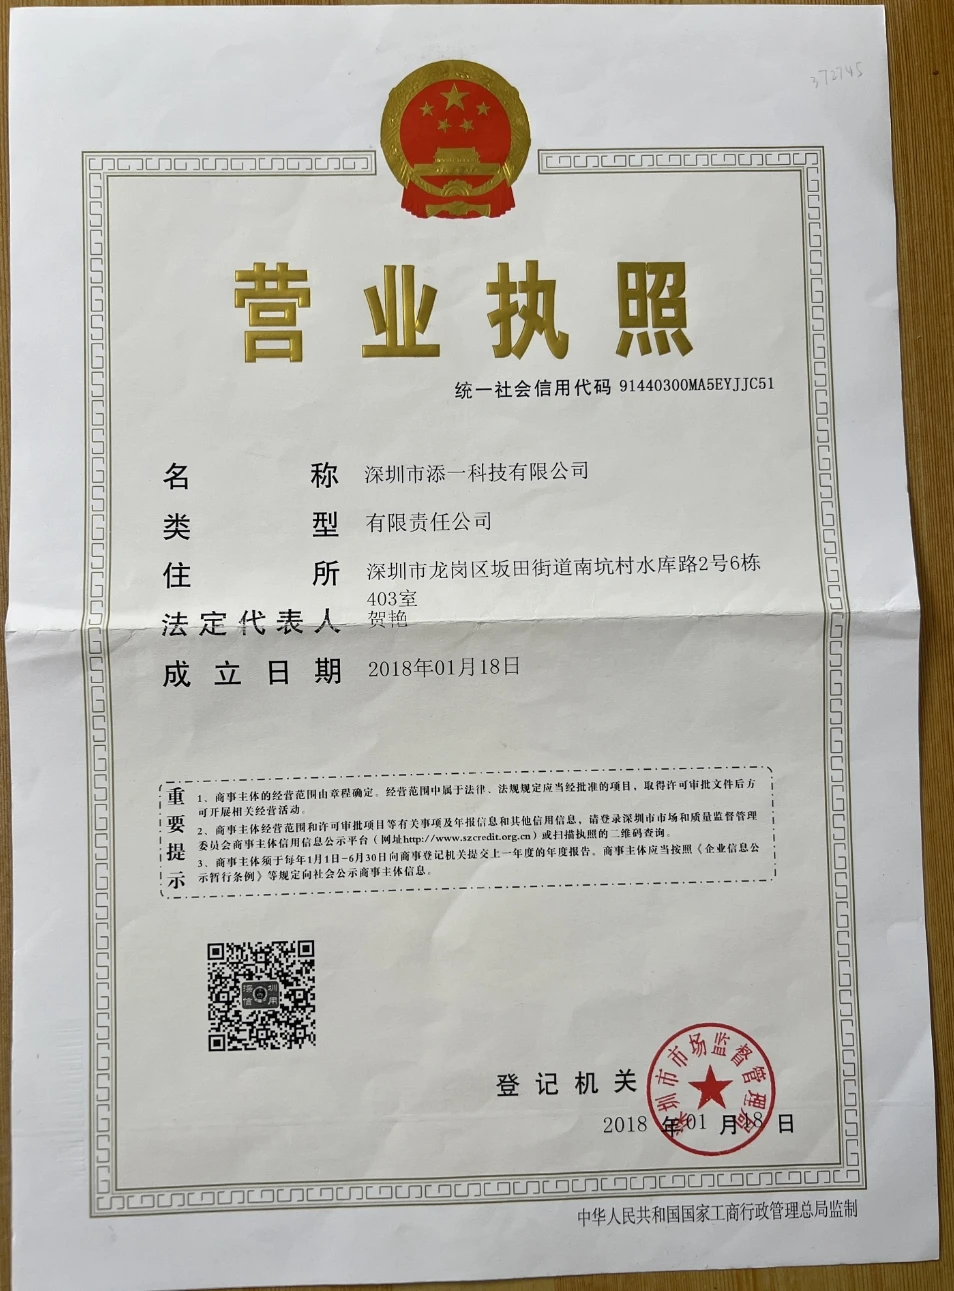 372745
营业执照
统一社会信用代码 91440300MA5EYJJC51
名称 深圳市添一科技有限公司
类型 有限责任公司
住所 深圳市龙岗区坂田街道南坑村水库路2号6栋
403室
法定代表人 贺艳
成立日期 2018年01月18日
重要提示
1、商事主体的经营范围由章程确定。经营范围中属于法律、法规规定应当经批准的项目，取得许可审批文件后方
可开展相关经营活动。
2、商事主体经营范围和许可审批项目等有关事项及年报信息和其他信用信息，请登录深圳市市场和质量监督管理
委员会商事主体信用信息公示平台（网址http://www.szcredit.org.cn）或扫描执照的二维码查询。
3、商事主体须于每年1月1日-6月30日向商事登记机关提交上一年度的年度报告。商事主体应当按照《企业信息公
示暂行条例》等规定向社会公示商事主体信息。
深圳
信用
登记机关
深圳市市场监督管理局
2018 年 01 月 18 日
中华人民共和国国家工商行政管理总局监制